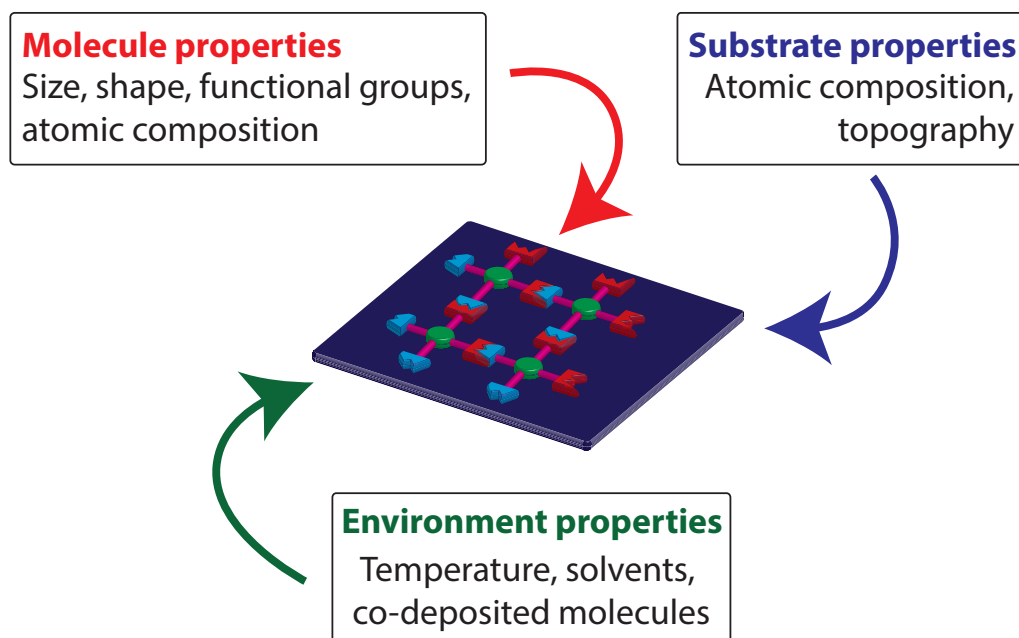 Molecule properties
Size, shape, functional groups,
atomic composition
Substrate properties
Atomic composition,
topography
Environment properties
Temperature, solvents,
co-deposited molecules